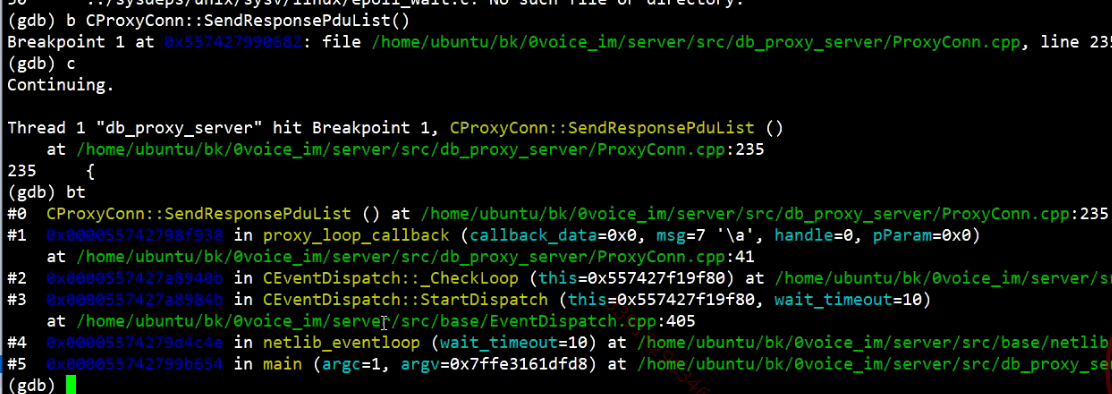 50      ../sysdeps/unix/sysv/linux/epoll_wait.c: No such file or directory.
(gdb) b CProxyConn::SendResponsePduList()
Breakpoint 1 at 0x557427990682: file /home/ubuntu/bk/0voice_im/server/src/db_proxy_server/ProxyConn.cpp, line 235
(gdb) c
Continuing.
Thread 1 "db_proxy_server" hit Breakpoint 1, CProxyConn::SendResponsePduList ()
    at /home/ubuntu/bk/0voice_im/server/src/db_proxy_server/ProxyConn.cpp:235
235     {
(gdb) bt
#0  CProxyConn::SendResponsePduList () at /home/ubuntu/bk/0voice_im/server/src/db_proxy_server/ProxyConn.cpp:235
#1  0x000055742798f938 in proxy_loop_callback (callback_data=0x0, msg=7 '\a', handle=0, pParam=0x0)
    at /home/ubuntu/bk/0voice_im/server/src/db_proxy_server/ProxyConn.cpp:41
#2  0x0000557427a8940b in CEventDispatch::_CheckLoop (this=0x557427f19f80) at /home/ubuntu/bk/0voice_im/server/sr
#3  0x0000557427a8984b in CEventDispatch::StartDispatch (this=0x557427f19f80, wait_timeout=10)
    at /home/ubuntu/bk/0voice_im/server/src/base/EventDispatch.cpp:405
#4  0x00005574279d4c4e in netlib_eventloop (wait_timeout=10) at /home/ubuntu/bk/0voice_im/server/src/base/netlib
#5  0x000055742799b654 in main (argc=1, argv=0x7ffe3161dfd8) at /home/ubuntu/bk/0voice_im/server/src/db_proxy_se
(gdb)